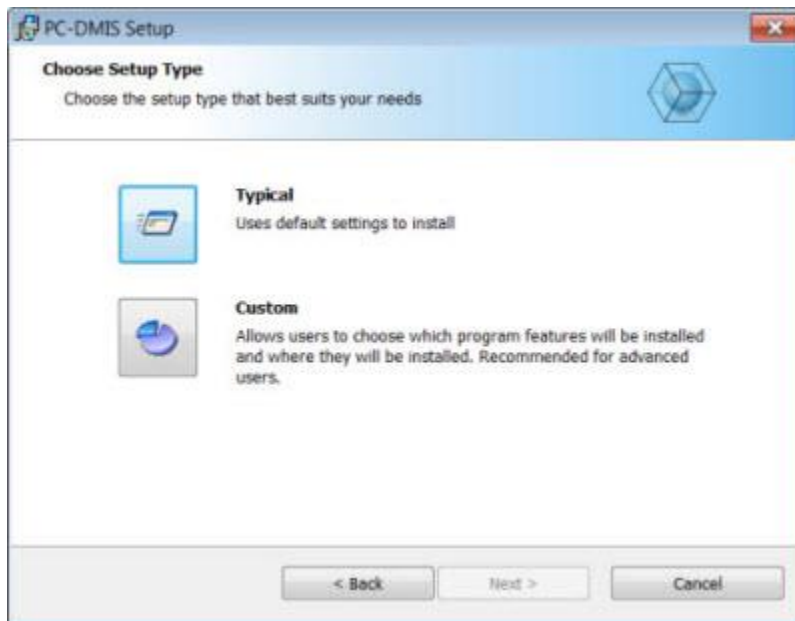 PC-DMIS Setup
Choose Setup Type
Choose the setup type that best suits your needs
Typical
Uses default settings to install
Custom
Allows users to choose which program features will be installed
and where they will be installed. Recommended for advanced
users.
< Back
Next >
Cancel